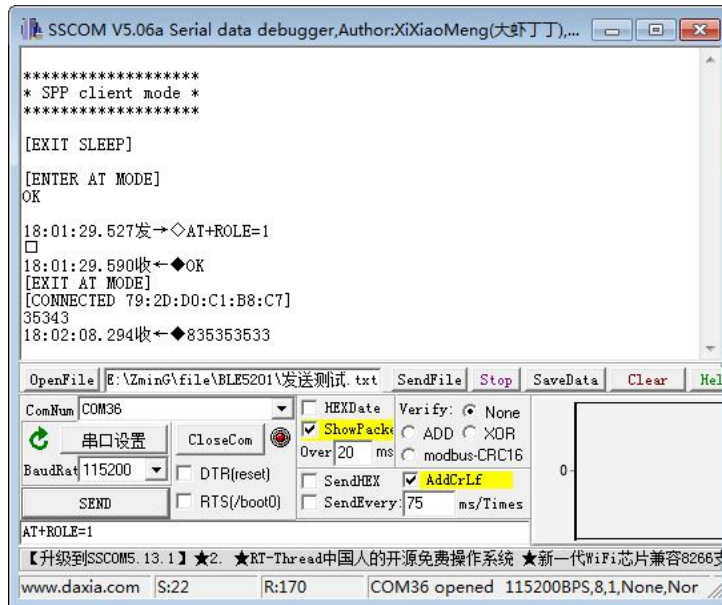 SSCOM V5.06a Serial data debugger,Author:XiXiaoMeng(大虾丁丁),...
*******************
* SPP client mode *
*******************
[EXIT SLEEP]
[ENTER AT MODE]
OK
18:01:29.527发→◇AT+ROLE=1
□
18:01:29.590收←◆OK
[EXIT AT MODE]
[CONNECTED 79:2D:D0:C1:B8:C7]
35343
18:02:08.294收←◆835353533
OpenFile E:\ZminG\file\BLE5201\发送测试.txt SendFile Stop SaveData Clear Hel
ComNum COM36 HEXDate Verify: None
串口设置 CloseCom ShowPacke ADD XOR
Over 20 ms modbus-CRC16
BaudRat 115200 DTR(reset) SendHEX AddCrLf 0
SEND RTS(/boot0) SendEvery: 75 ms/Times
AT+ROLE=1
【升级到SSCOM5.13.1】★2. ★RT-Thread中国人的开源免费操作系统 ★新一代WiFi芯片兼容8266支
www.daxia.com S:22 R:170 COM36 opened 115200BPS,8,1,None,Nor